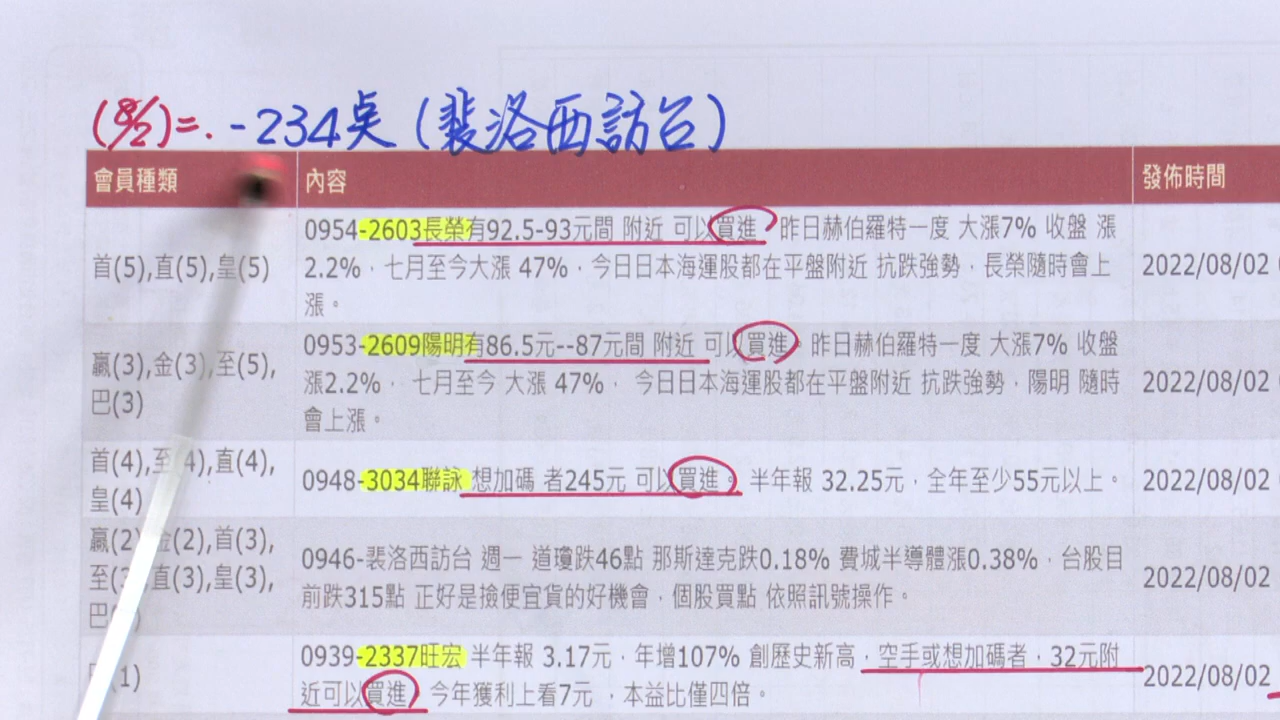 (8/2)=. -234点 (裴洛西訪台)
會員種類 內容 發佈時間
0954-2603長榮有92.5-93元間 附近 可以買進，昨日赫伯羅特一度 大漲7% 收盤 漲
首(5),直(5),皇(5) 2.2%，七月至今大漲 47%，今日日本海運股都在平盤附近 抗跌強勢，長榮隨時會上 2022/08/02
漲。
0953-2609陽明有86.5元--87元間 附近 可以買進，昨日赫伯羅特一度 大漲7% 收盤
贏(3),金(3),至(5), 漲2.2%， 七月至今 大漲 47%， 今日日本海運股都在平盤附近 抗跌強勢，陽明 隨時 2022/08/02
巴(3) 會上漲。
首(4),至(4),直(4), 0948-3034聯詠 想加碼 者245元 可以買進。 半年報 32.25元，全年至少55元以上。 2022/08/02
皇(4)
贏(2),金(2),首(3), 0946-裴洛西訪台 週一 道瓊跌46點 那斯達克跌0.18% 費城半導體漲0.38%，台股目
至(3),直(3),皇(3), 前跌315點 正好是撿便宜貨的好機會，個股買點 依照訊號操作。 2022/08/02
巴
0939-2337旺宏 半年報 3.17元，年增107% 創歷史新高，空手或想加碼者，32元附
(1) 近可以買進，今年獲利上看7元 ，本益比僅四倍。 2022/08/02